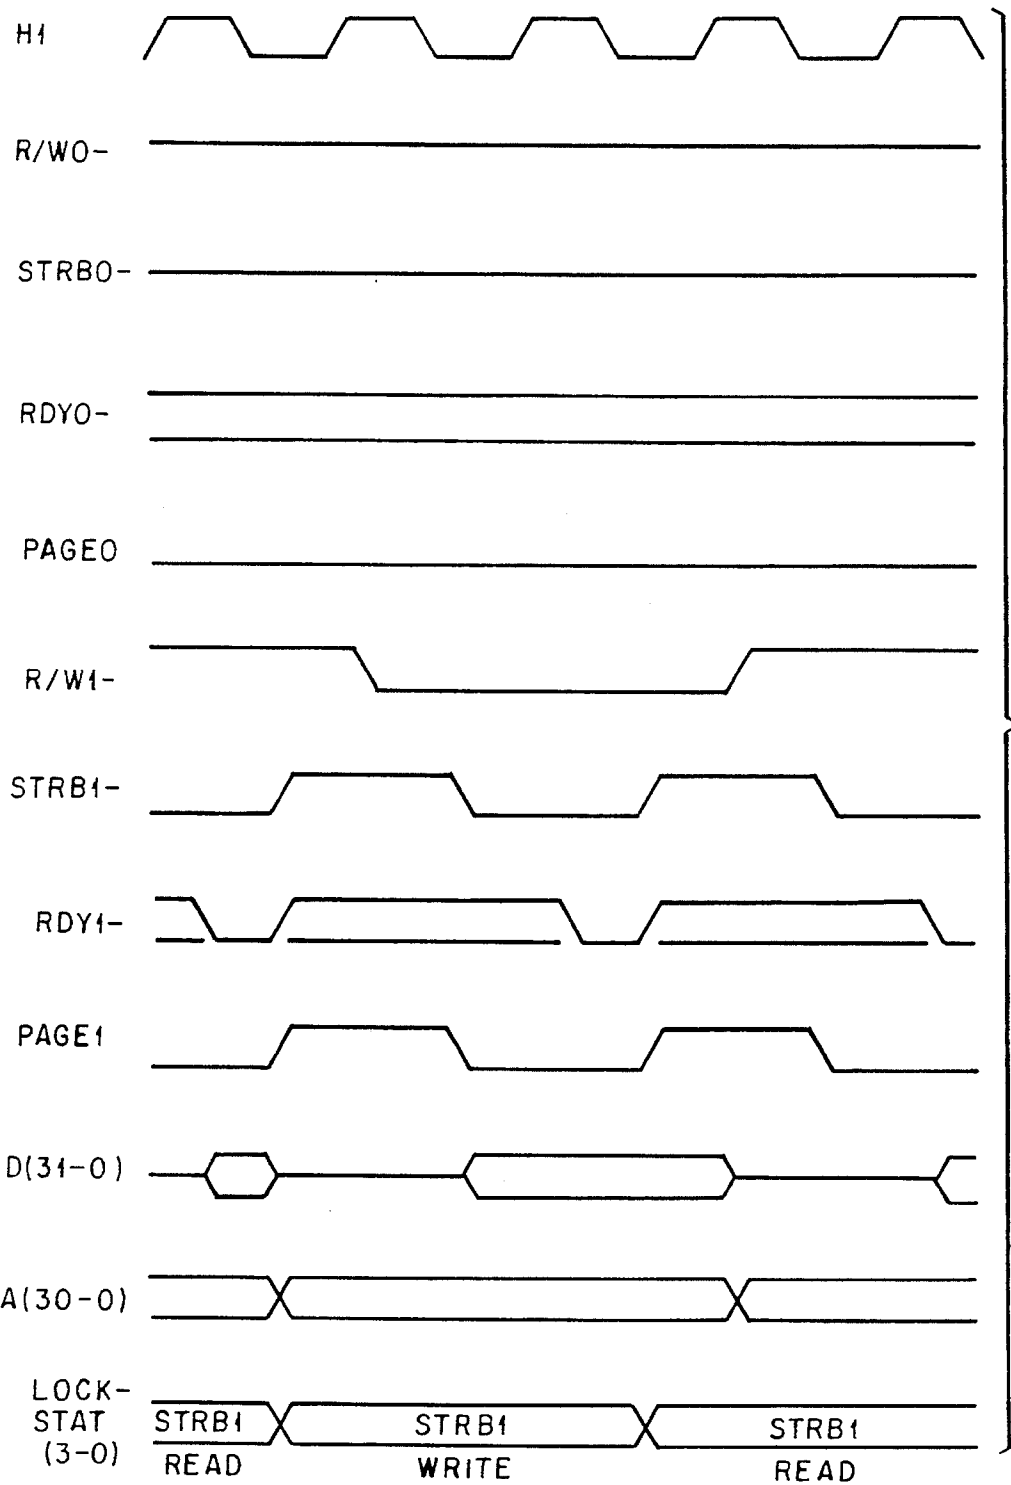 H1
R/W0-
STRB0-
RDY0-
PAGE0
R/W1-
STRB1-
RDY1-
PAGE1
D(31-0)
A(30-0)
LOCK-
STAT
(3-0)
STRB1
STRB1
STRB1
READ
WRITE
READ